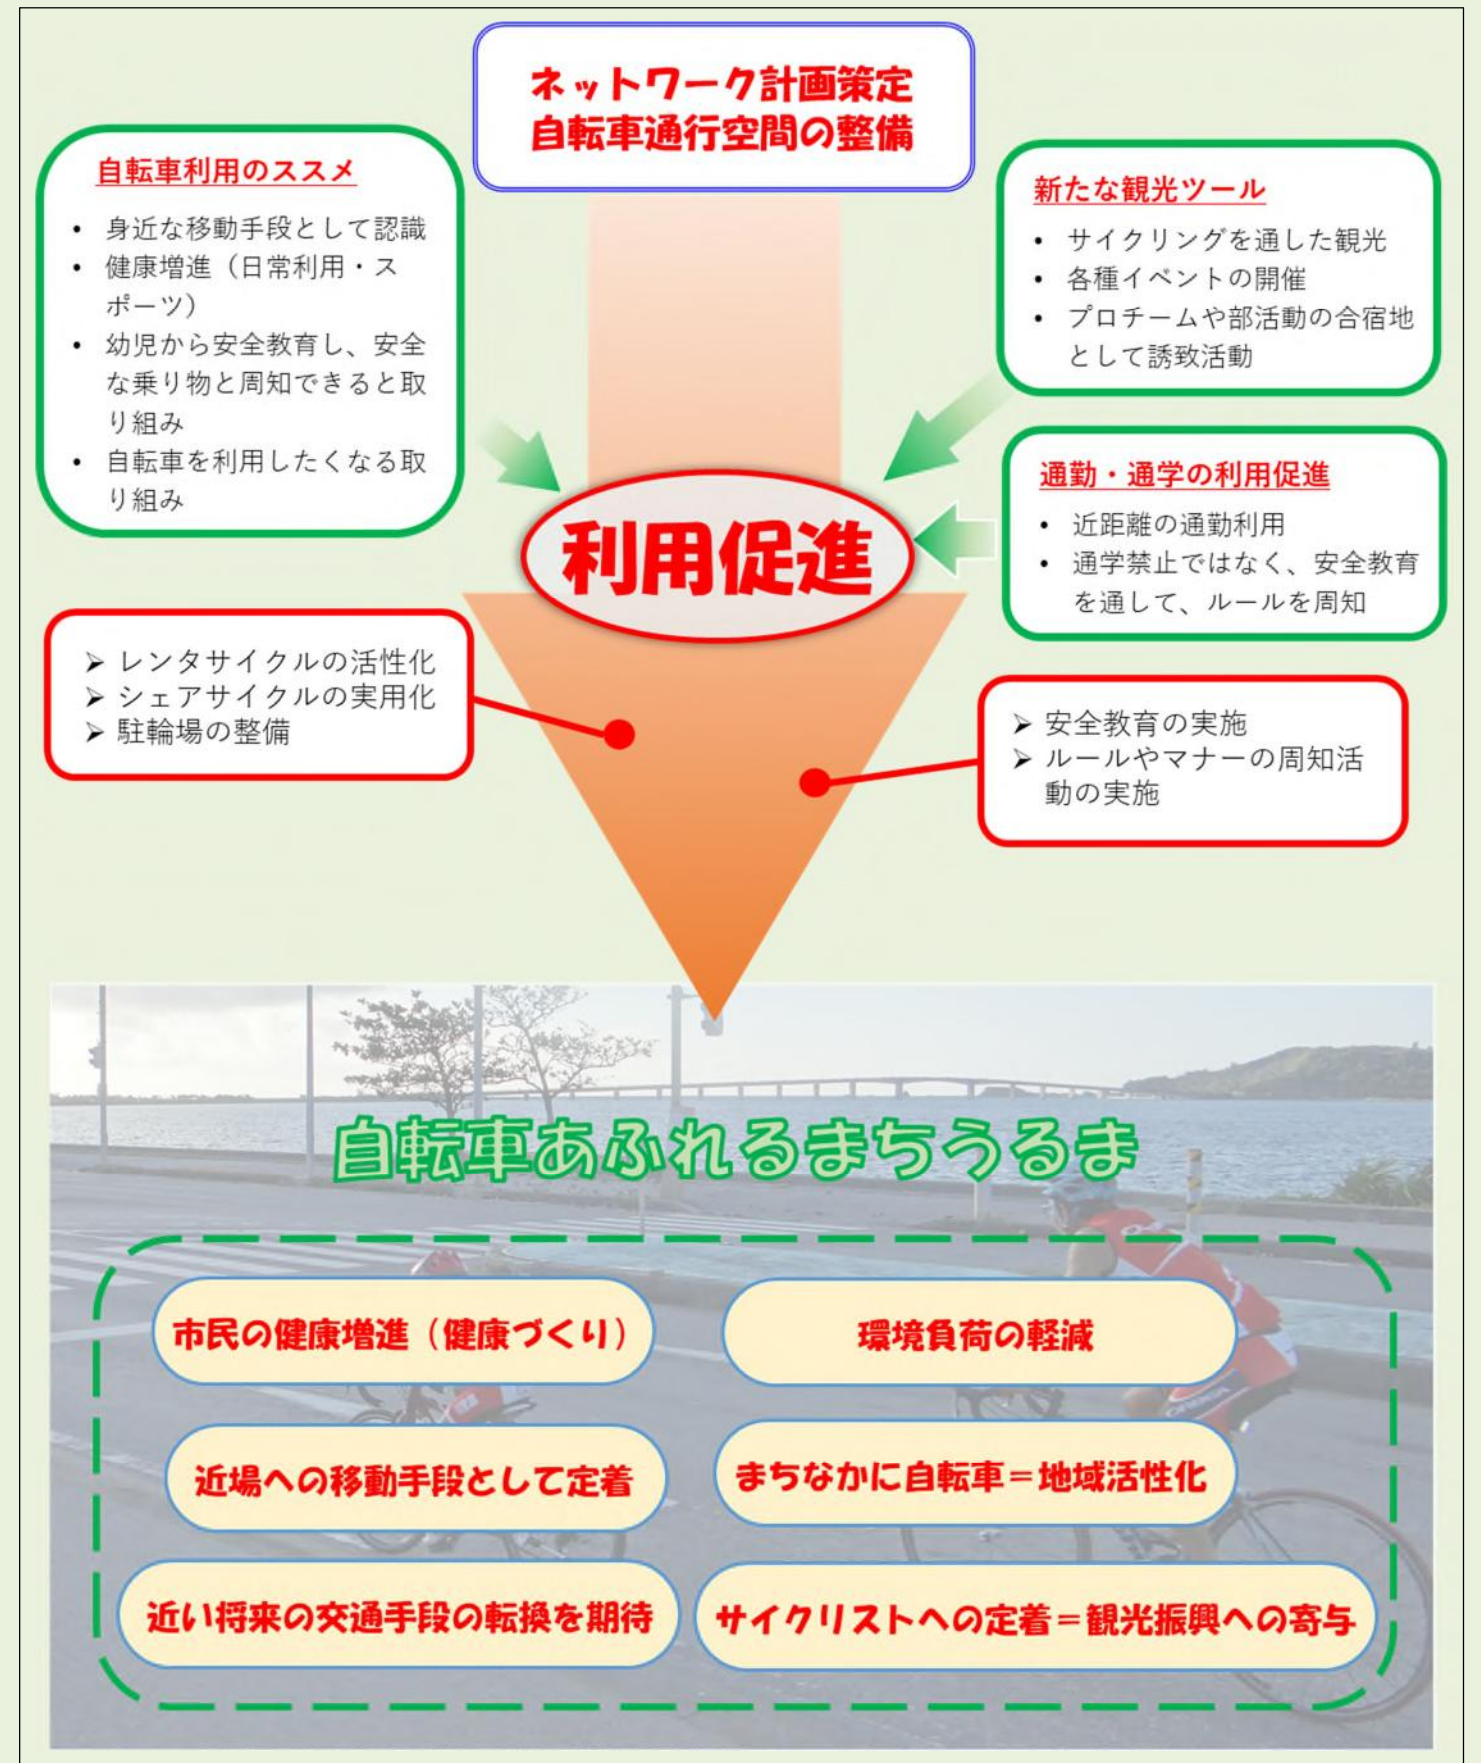 ネットワーク計画策定
自転車通行空間の整備
自転車利用のススメ
• 身近な移動手段として認識
• 健康増進（日常利用・ス
ポーツ）
• 幼児から安全教育し、安全
な乗り物と周知できると取
り組み
• 自転車を利用したくなる取
り組み
新たな観光ツール
• サイクリングを通した観光
• 各種イベントの開催
• プロチームや部活動の合宿地
として誘致活動
通勤・通学の利用促進
• 近距離の通勤利用
• 通学禁止ではなく、安全教育
を通して、ルールを周知
利用促進
➢ レンタサイクルの活性化
➢ シェアサイクルの実用化
➢ 駐輪場の整備
➢ 安全教育の実施
➢ ルールやマナーの周知活
動の実施
自転車あふれるまちうるま
市民の健康増進（健康づくり）
環境負荷の軽減
近場への移動手段として定着
まちなかに自転車＝地域活性化
近い将来の交通手段の転換を期待
サイクリストへの定着＝観光振興への寄与